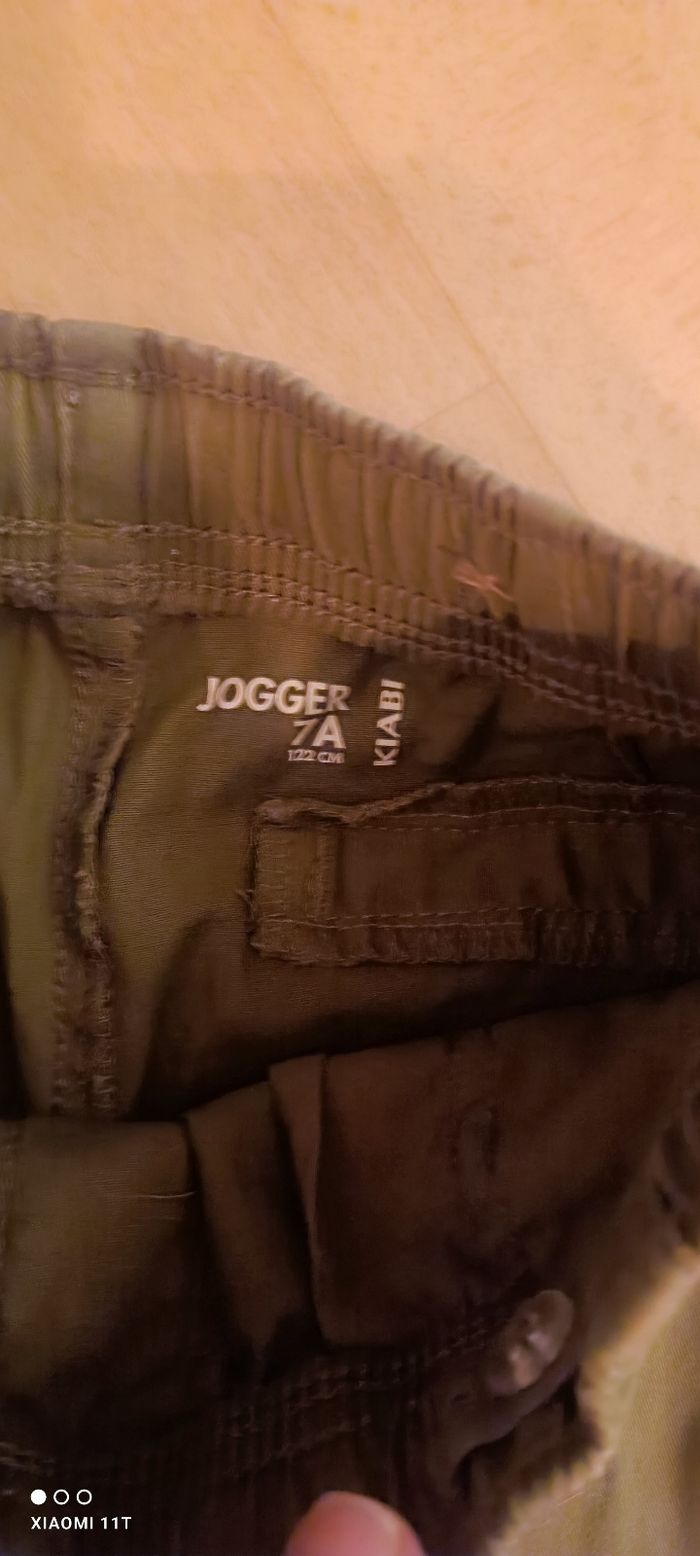 JOGGER
7A
122 CM
KIABI
XIAOMI 11T